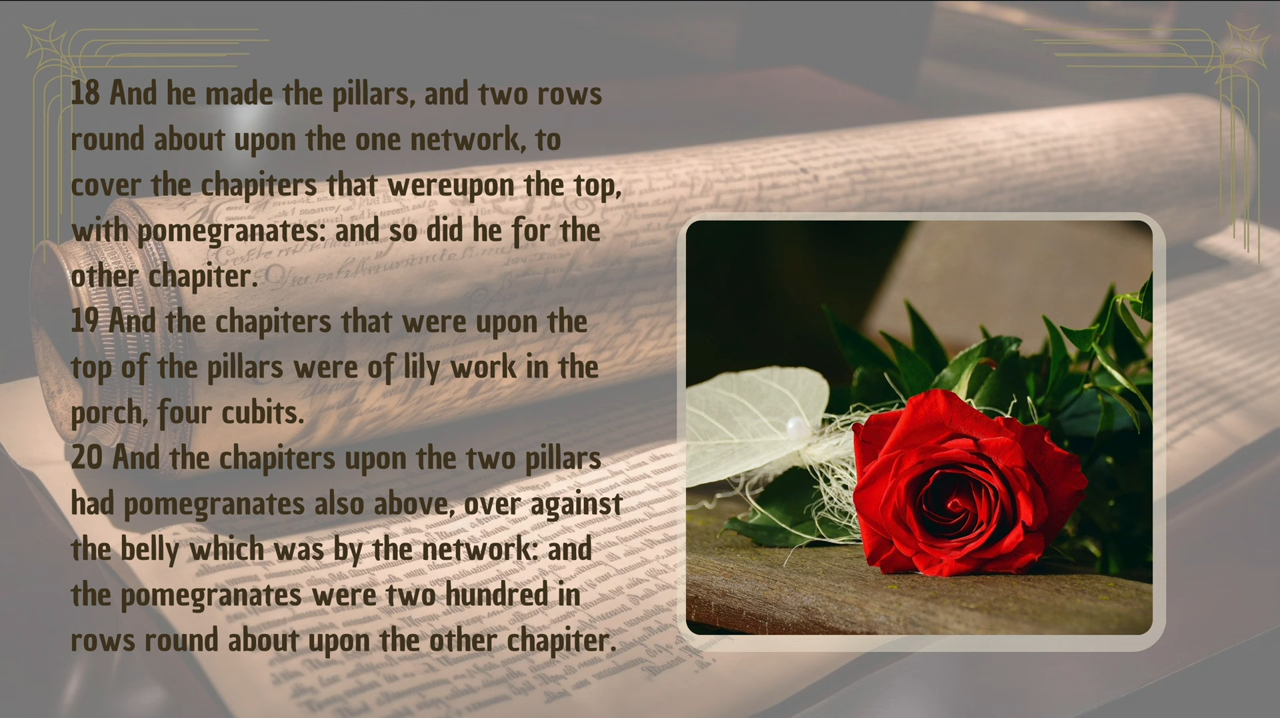 18 And he made the pillars, and two rows
round about upon the one network, to
cover the chapiters that wereupon the top,
with pomegranates: and so did he for the
other chapiter.
19 And the chapiters that were upon the
top of the pillars were of lily work in the
porch, four cubits.
20 And the chapiters upon the two pillars
had pomegranates also above, over against
the belly which was by the network: and
the pomegranates were two hundred in
rows round about upon the other chapiter.